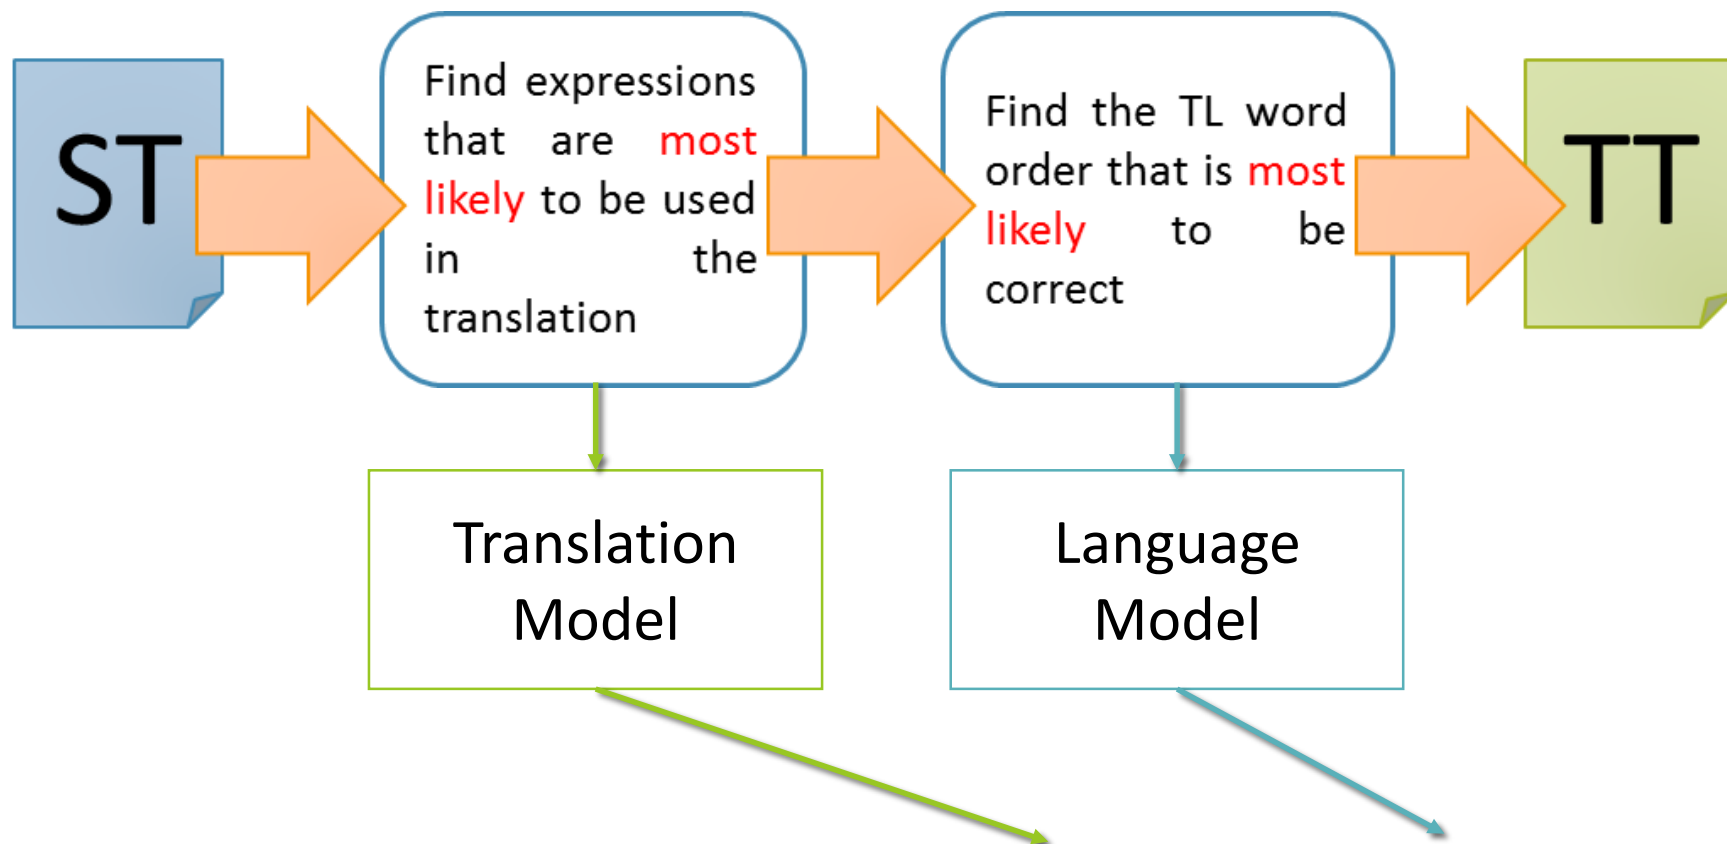 ST
Find expressions
that are most
likely to be used
in the
translation
Find the TL word
order that is most
likely to be
correct
TT
Translation
Model
Language
Model